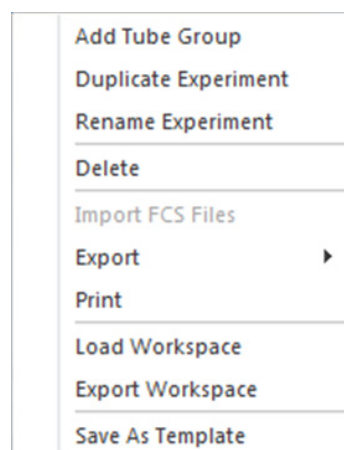 Add Tube Group
Duplicate Experiment
Rename Experiment
Delete
Import FCS Files
Export
Print
Load Workspace
Export Workspace
Save As Template